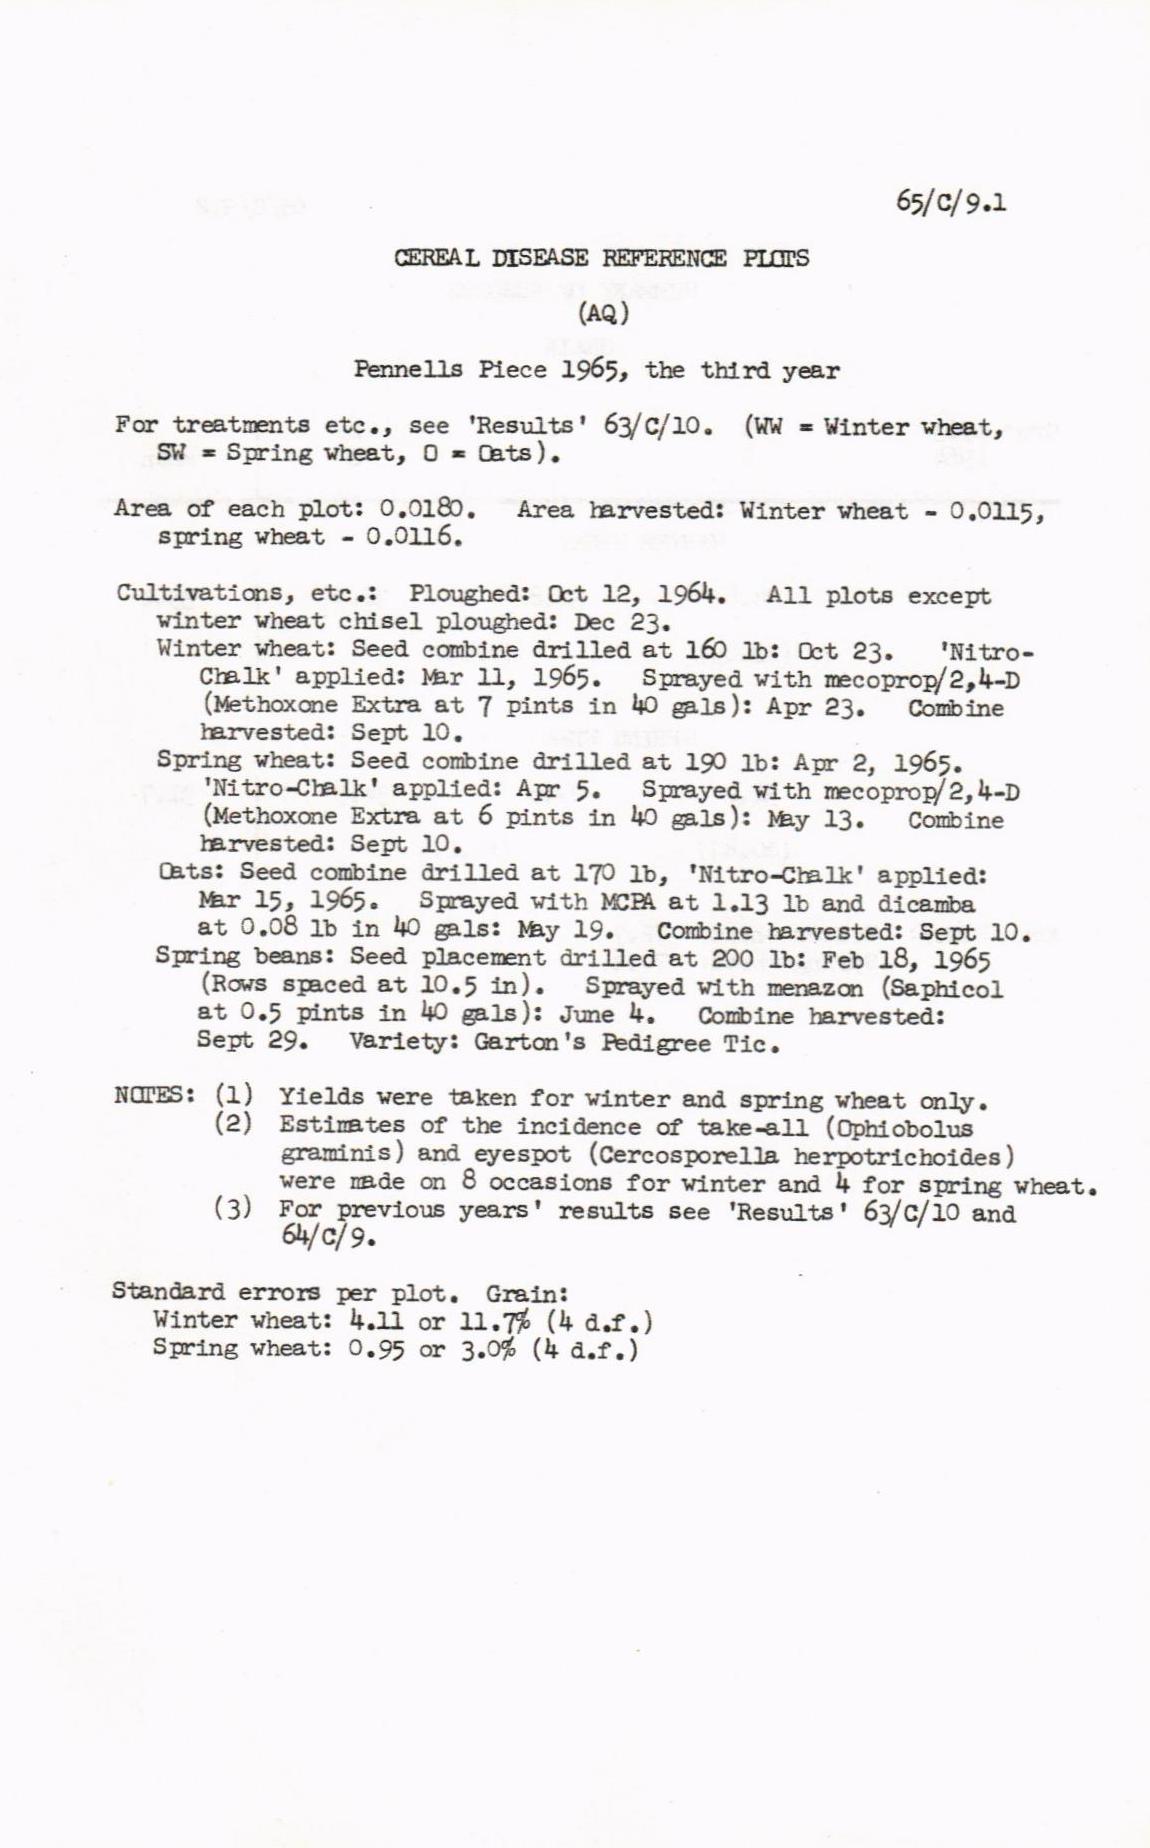 65/C/9.1
CEREAL DISEASE REFERENCE PLOTS
(AQ)
Pennells Piece 1965, the third year
For treatments etc., see 'Results' 63/C/10. (WW = Winter wheat,
SW = Spring wheat, O = Oats).
Area of each plot: 0.0180. Area harvested: Winter wheat - 0.0115,
spring wheat - 0.0116.
Cultivations, etc.: Ploughed: Oct 12, 1964. All plots except
winter wheat chisel ploughed: Dec 23.
Winter wheat: Seed combine drilled at 160 lb: Oct 23. 'Nitro-
Chalk' applied: Mar 11, 1965. Sprayed with mecoprop/2,4-D
(Methoxone Extra at 7 pints in 40 gals): Apr 23. Combine
harvested: Sept 10.
Spring wheat: Seed combine drilled at 190 lb: Apr 2, 1965.
'Nitro-Chalk' applied: Apr 5. Sprayed with mecoprop/2,4-D
(Methoxone Extra at 6 pints in 40 gals): May 13. Combine
harvested: Sept 10.
Oats: Seed combine drilled at 170 lb, 'Nitro-Chalk' applied:
Mar 15, 1965. Sprayed with MCPA at 1.13 lb and dicamba
at 0.08 lb in 40 gals: May 19. Combine harvested: Sept 10.
Spring beans: Seed placement drilled at 200 lb: Feb 18, 1965
(Rows spaced at 10.5 in). Sprayed with menazon (Saphicol
at 0.5 pints in 40 gals): June 4. Combine harvested:
Sept 29. Variety: Garton's Pedigree Tic.
NOTES: (1) Yields were taken for winter and spring wheat only.
(2) Estimates of the incidence of take-all (Ophiobolus
graminis) and eyespot (Cercosporella herpotrichoides)
were made on 8 occasions for winter and 4 for spring wheat.
(3) For previous years' results see 'Results' 63/C/10 and
64/C/9.
Standard errors per plot. Grain:
Winter wheat: 4.11 or 11.7% (4 d.f.)
Spring wheat: 0.95 or 3.0% (4 d.f.)